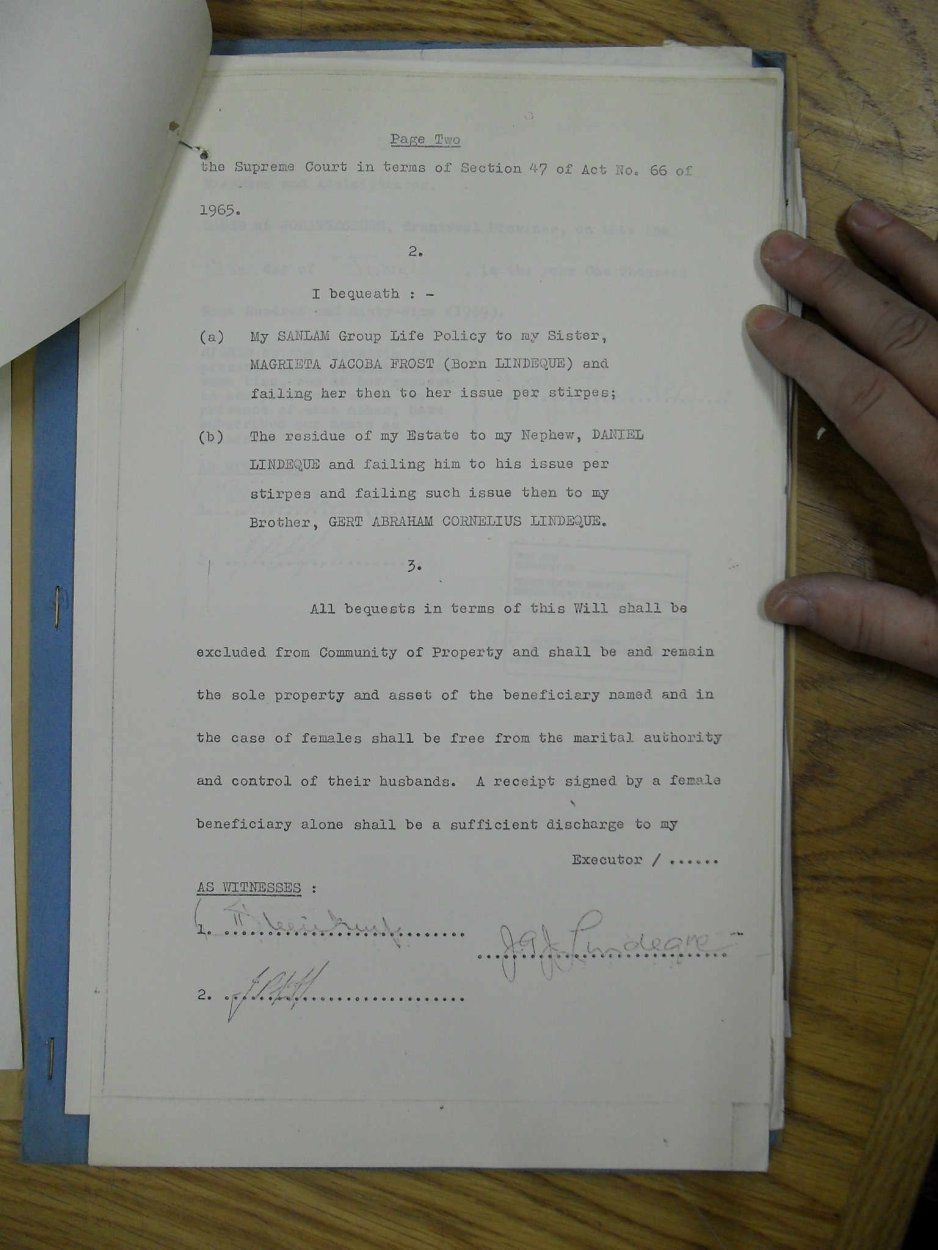 Page Two
the Supreme Court in terms of Section 47 of Act No. 66 of
1965.
2.
I bequeath : -
(a) My SANLAM Group Life Policy to my Sister,
MAGRIETA JACOBA FROST (Born LINDEQUE) and
failing her then to her issue per stirpes;
(b) The residue of my Estate to my Nephew, DANIEL
LINDEQUE and failing him to his issue per
stirpes and failing such issue then to my
Brother, GERT ABRAHAM CORNELIUS LINDEQUE.
3.
All bequests in terms of this Will shall be
excluded from Community of Property and shall be and remain
the sole property and asset of the beneficiary named and in
the case of females shall be free from the marital authority
and control of their husbands. A receipt signed by a female
beneficiary alone shall be a sufficient discharge to my
Executor / ......
AS WITNESSES :
1.
J G J Lindeque
2.